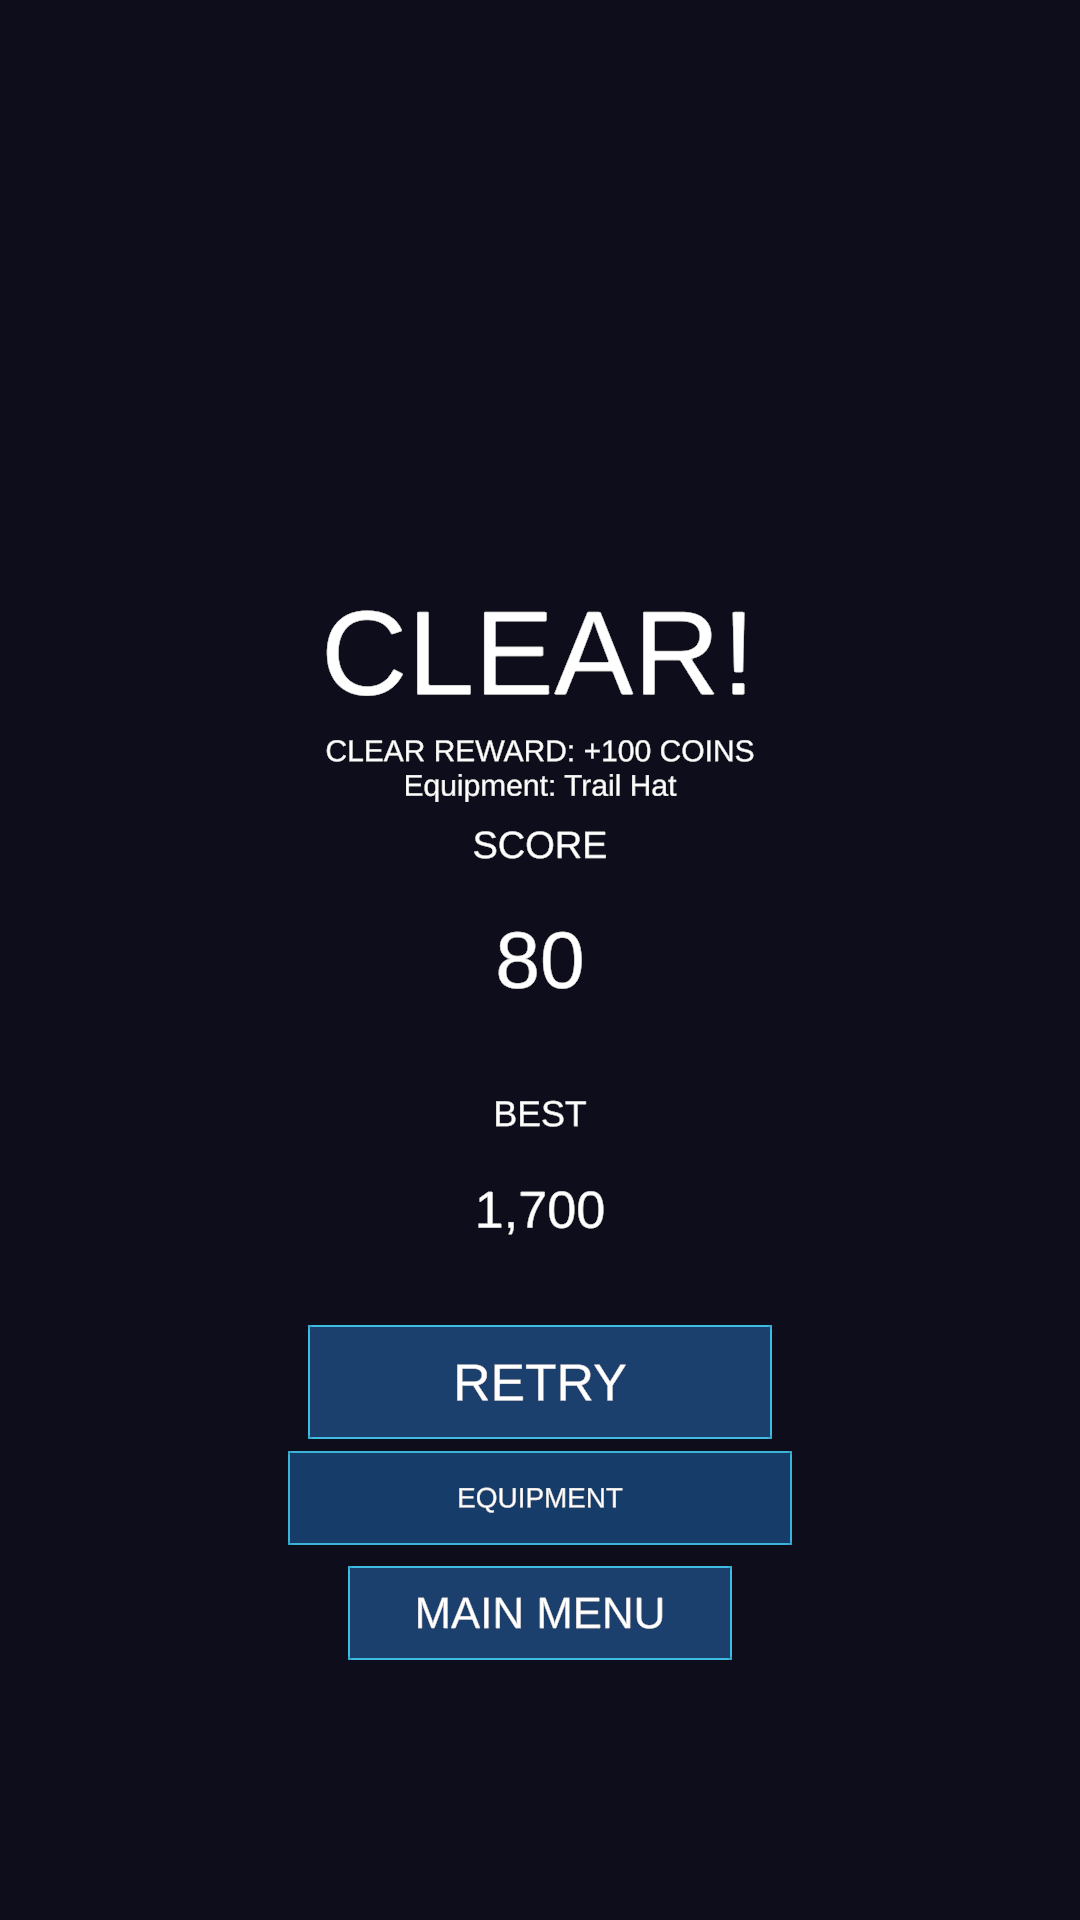 CLEAR!
CLEAR REWARD: +100 COINS
Equipment: Trail Hat
SCORE
80
BEST
1,700
RETRY
EQUIPMENT
MAIN MENU